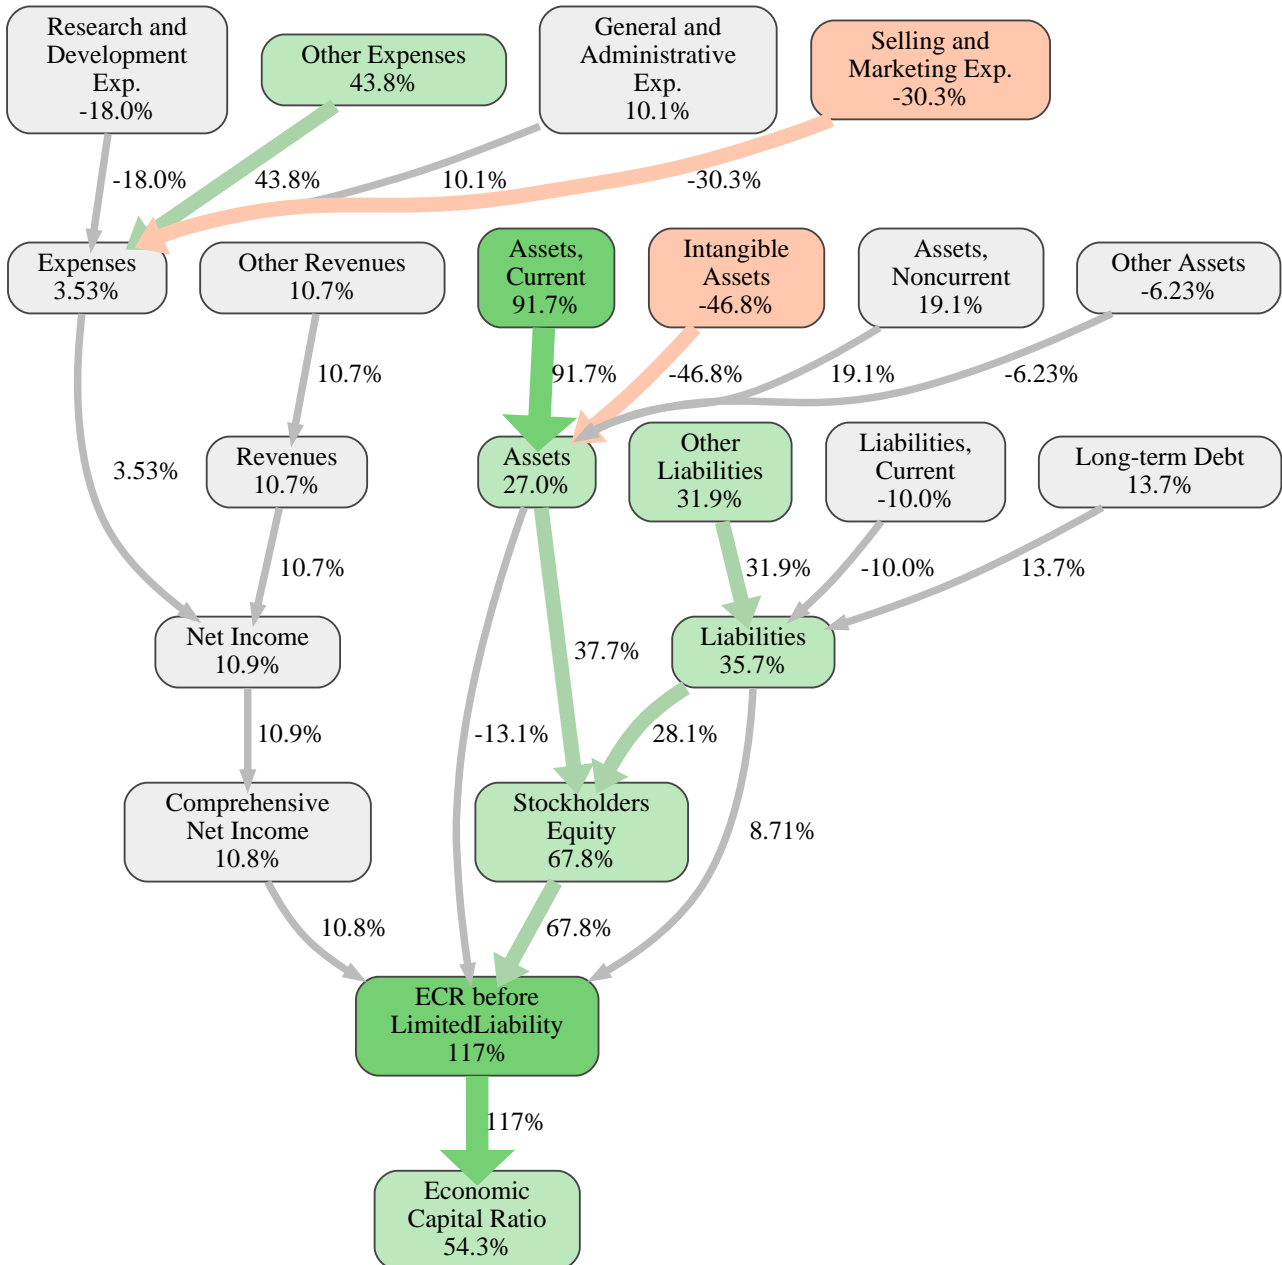 Research and
Development
Exp.
-18.0%
Other Expenses
43.8%
General and
Administrative
Exp.
10.1%
Selling and
Marketing Exp.
-30.3%
-18.0%
43.8%
10.1%
-30.3%
Expenses
3.53%
Other Revenues
10.7%
Assets,
Current
91.7%
Intangible
Assets
-46.8%
Assets,
Noncurrent
19.1%
Other Assets
-6.23%
10.7%
91.7%
-46.8%
19.1%
-6.23%
3.53%
Revenues
10.7%
Assets
27.0%
Other
Liabilities
31.9%
Liabilities,
Current
-10.0%
Long-term Debt
13.7%
10.7%
31.9%
-10.0%
13.7%
Net Income
10.9%
37.7%
Liabilities
35.7%
10.9%
-13.1%
28.1%
Comprehensive
Net Income
10.8%
Stockholders
Equity
67.8%
8.71%
10.8%
67.8%
ECR before
LimitedLiability
117%
117%
Economic
Capital Ratio
54.3%